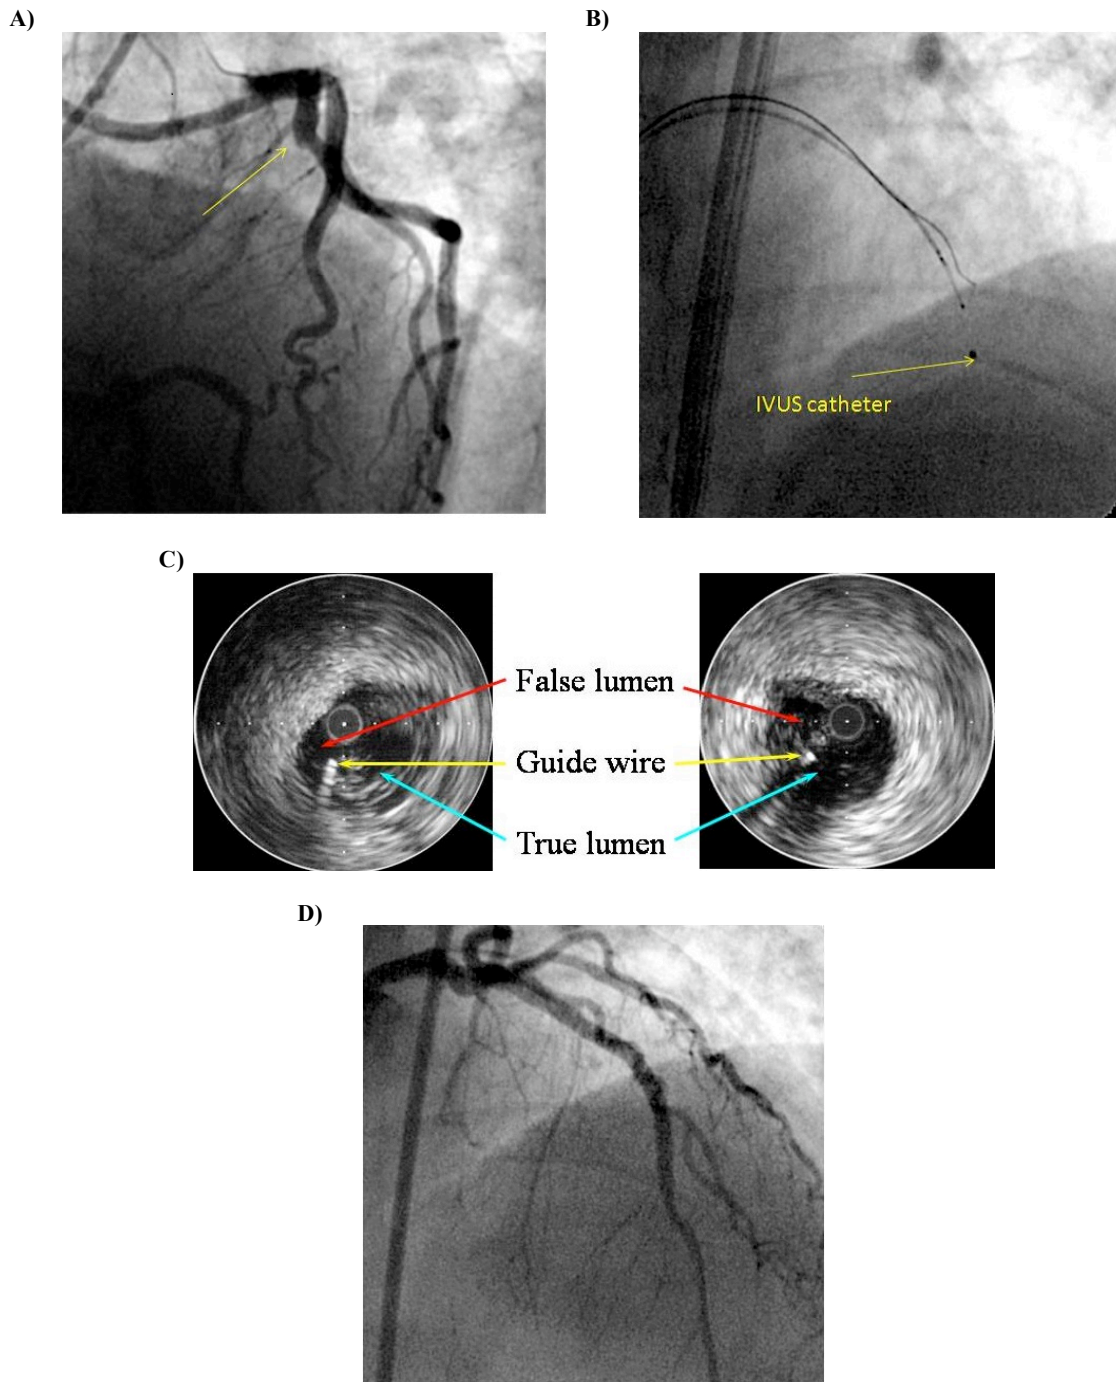 A)
B)
IVUS catheter
C)
False lumen
Guide wire
True lumen
D)